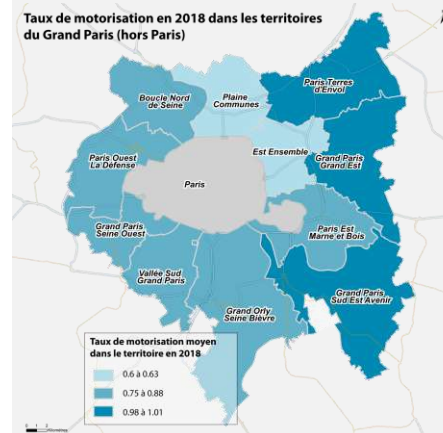 Taux de motorisation en 2018 dans les territoires
du Grand Paris (hors Paris)
Paris Terres
d'Envol
Boucle Nord
de Seine
Plaine
Communes
Est Ensemble
Paris Ouest
La Défense
Grand Paris
Grand Est
Paris
Grand Paris
Seine Ouest
Paris Est
Marne et Bois
Vallée Sud
Grand Paris
Grand Paris
Sud Est Avenir
Grand Orly
Seine Bièvre
Taux de motorisation moyen
dans le territoire en 2018
0.6 à 0.63
0.75 à 0.88
0.98 à 1.01